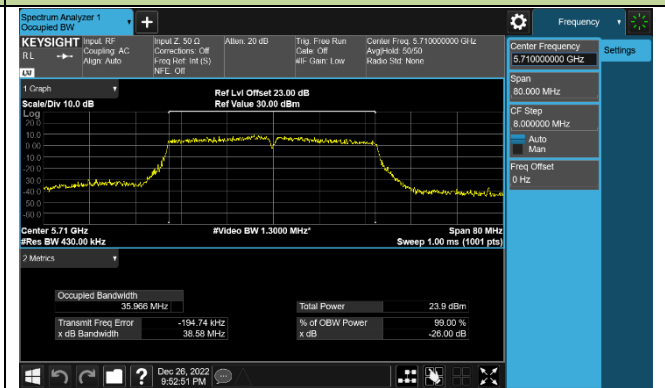 Spectrum Analyzer 1
Occupied BW
+
Frequency
KEYSIGHT
RL
LXI
Input: RF
Coupling: AC
Align: Auto
Input Z: 50 Ω
Corrections: Off
Freq Ref: Int (S)
NFE: Off
Atten: 20 dB
Trig: Free Run
Gate: Off
#IF Gain: Low
Center Freq: 5.710000000 GHz
Avg|Hold: 50/50
Radio Std: None
1 Graph
Scale/Div 10.0 dB
Ref Lvl Offset 23.00 dB
Ref Value 30.00 dBm
Log
20.0
10.0
0.00
-10.0
-20.0
-30.0
-40.0
-50.0
-60.0
Center 5.71 GHz
#Res BW 430.00 kHz
#Video BW 1.3000 MHz*
Span 80 MHz
Sweep 1.00 ms (1001 pts)
2 Metrics
Occupied Bandwidth
35.966 MHz
Total Power 23.9 dBm
Transmit Freq Error -194.74 kHz
% of OBW Power 99.00 %
x dB Bandwidth 38.58 MHz
x dB -26.00 dB
Center Frequency
5.710000000 GHz
Settings
Span
80.000 MHz
CF Step
8.000000 MHz
Auto
Man
Freq Offset
0 Hz
?
Dec 26, 2022
9:52:51 PM